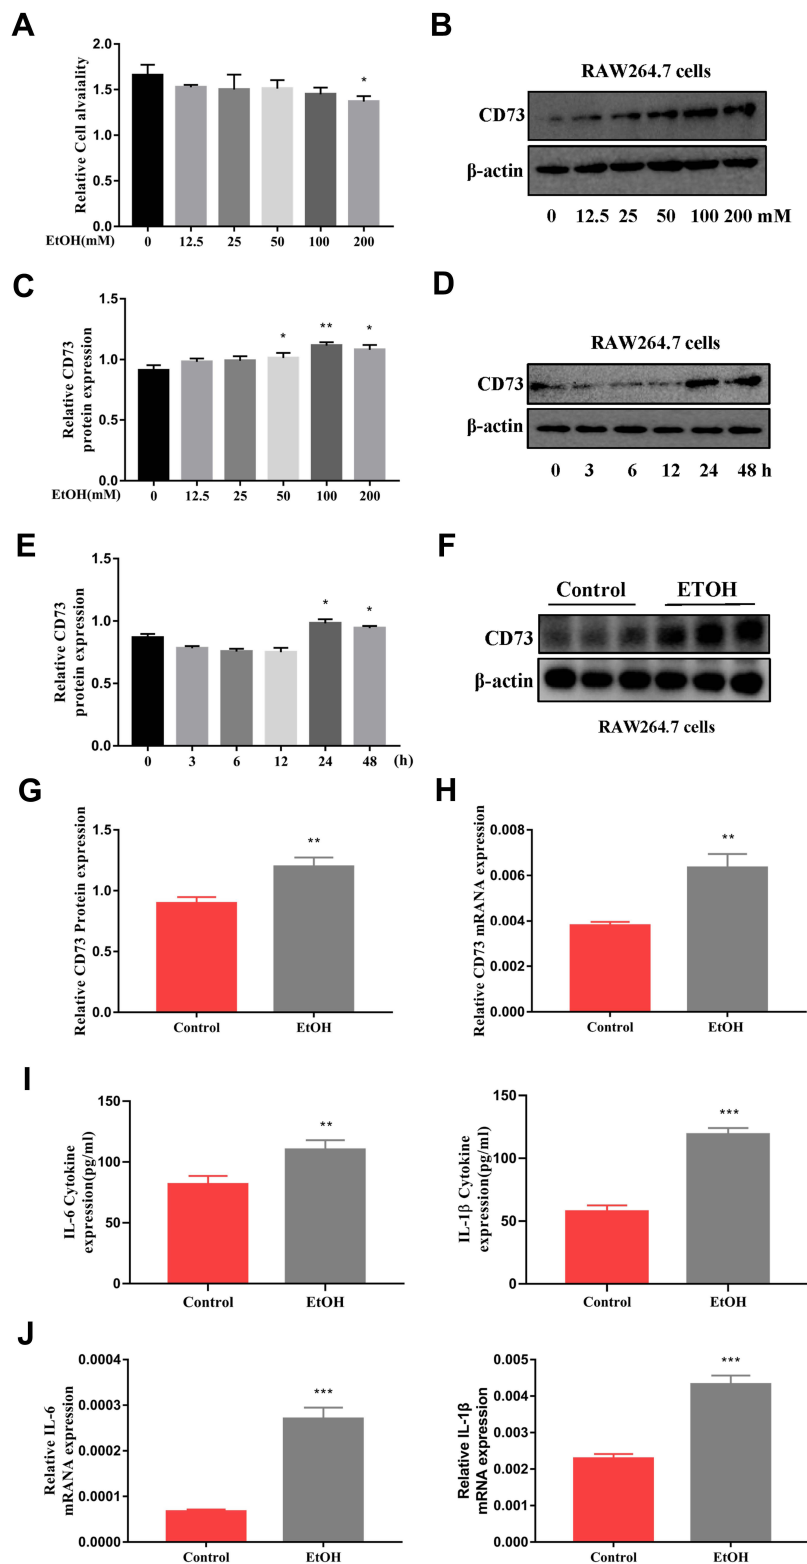 A
Relative Cell alvaiality
2.0
1.5
1.0
0.5
0.0
EtOH(mM)
0 12.5 25 50 100 200
*
B
RAW264.7 cells
CD73
β-actin
0 12.5 25 50 100 200 mM
C
Relative CD73
protein expression
1.5
1.0
0.5
0.0
EtOH(mM)
0 12.5 25 50 100 200
* ** *
D
RAW264.7 cells
CD73
β-actin
0 3 6 12 24 48 h
E
Relative CD73
protein expression
1.5
1.0
0.5
0.0
0 3 6 12 24 48 (h)
* *
F
Control ETOH
CD73
β-actin
RAW264.7 cells
G
Relative CD73 Protein expression
1.5
1.0
0.5
0.0
**
Control EtOH
H
Relative CD73 mRANA expression
0.008
0.006
0.004
0.002
0.000
**
Control EtOH
I
IL-6 Cytokine
expression(pg/ml)
150
100
50
0
**
Control EtOH
IL-1β Cytokine
expression(pg/ml)
150
100
50
0
***
Control EtOH
J
Relative IL-6
mRANA expression
0.0004
0.0003
0.0002
0.0001
0.0000
***
Control EtOH
Relative IL-1β
mRNA expression
0.005
0.004
0.003
0.002
0.001
0.000
***
Control EtOH